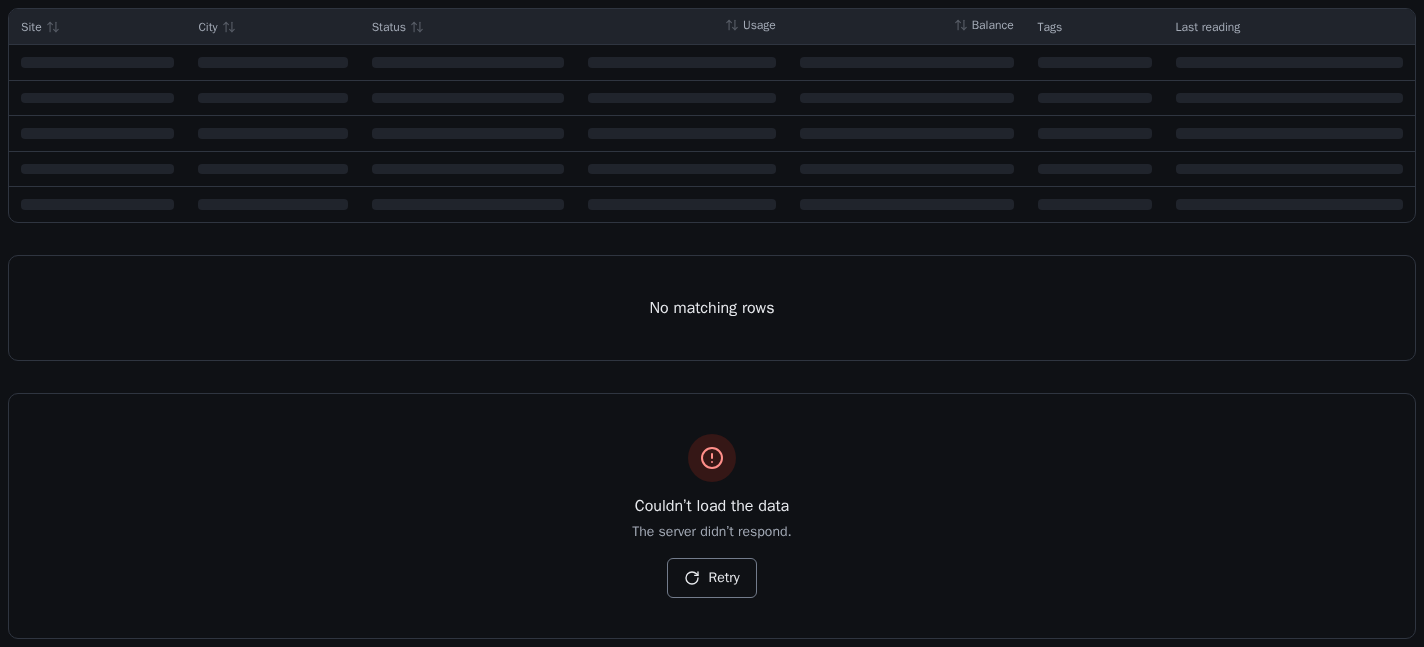 Site City Status Usage Balance Tags Last reading
No matching rows
Couldn't load the data
The server didn't respond.
Retry